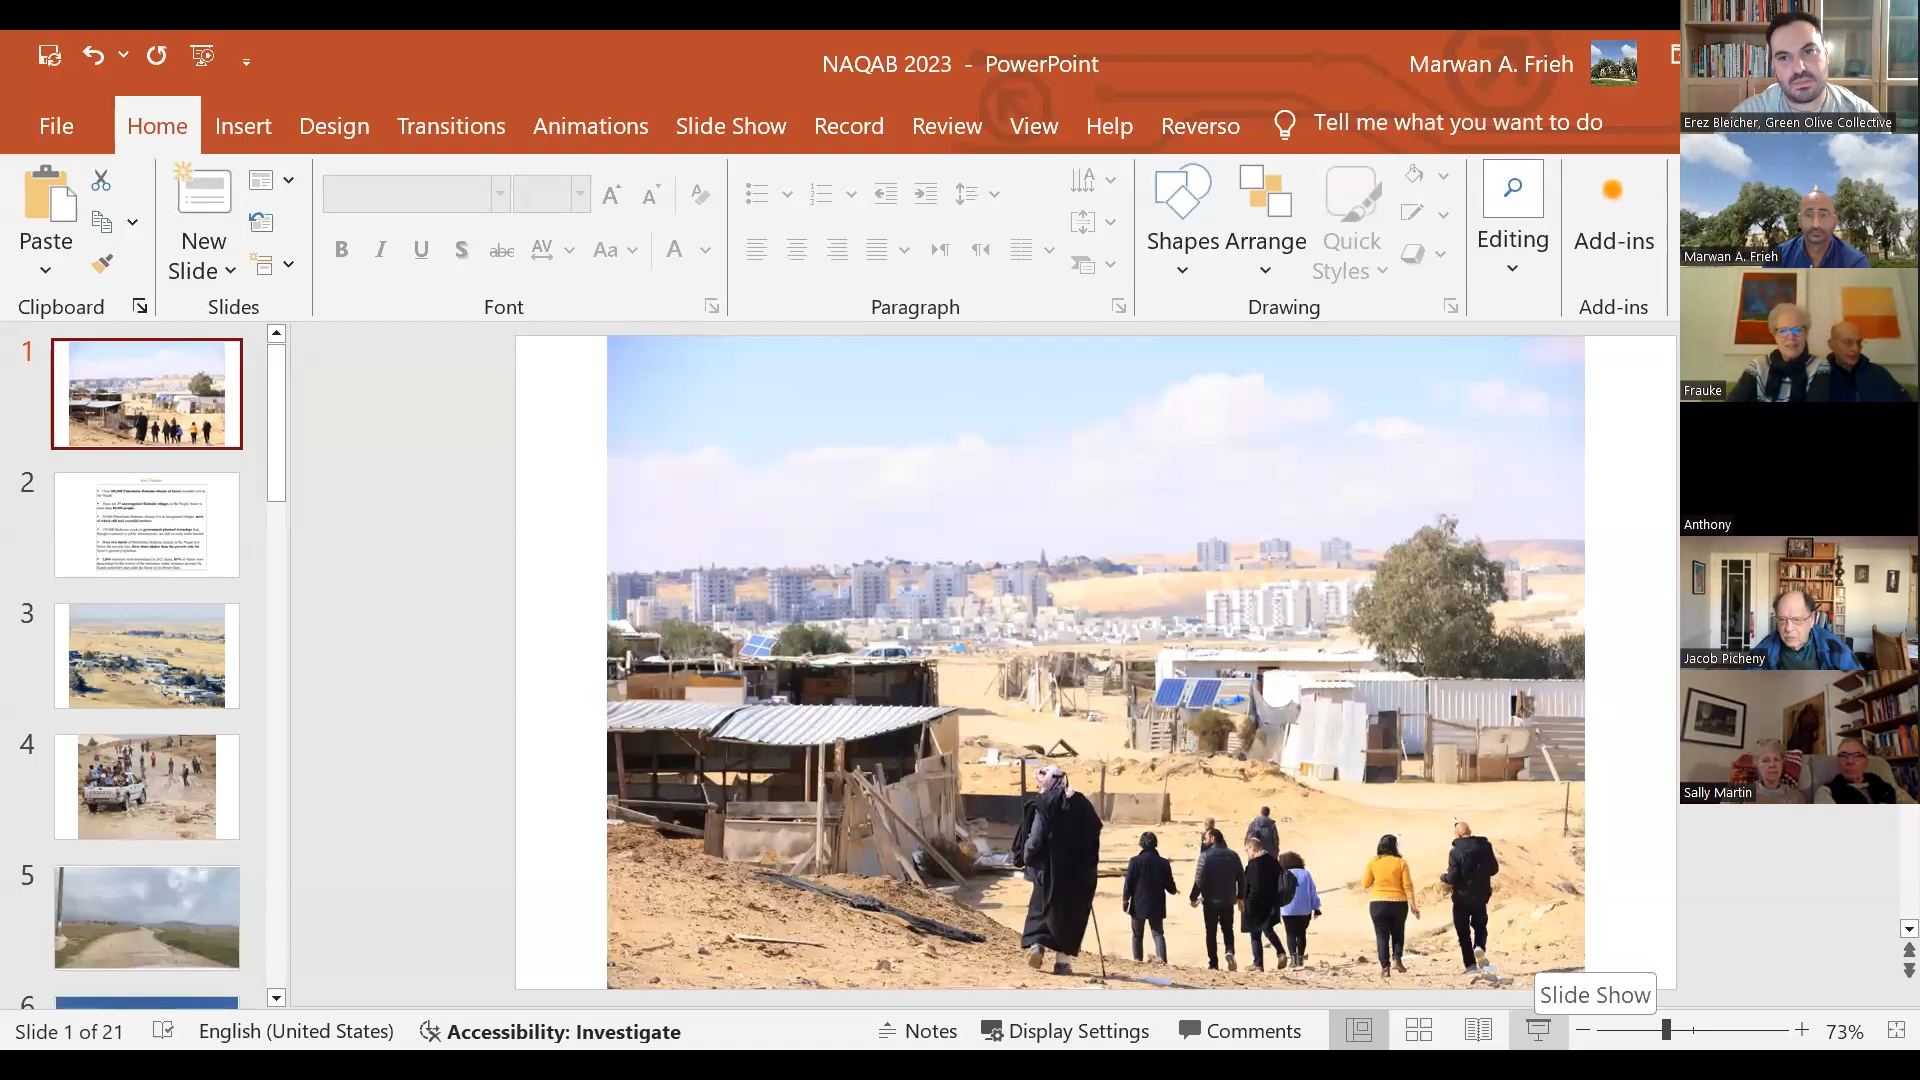 NAQAB 2023 - PowerPoint
Marwan A. Frieh
File
Home
Insert
Design
Transitions
Animations
Slide Show
Record
Review
View
Help
Reverso
Tell me what you want to do
Paste
New
Slide
B
I
U
S
abc
AV
Aa
A
Shapes
Arrange
Quick
Styles
Editing
Add-ins
Clipboard
Slides
Font
Paragraph
Drawing
Add-ins
1
2
3
4
5
6
Slide Show
Slide 1 of 21
English (United States)
Accessibility: Investigate
Notes
Display Settings
Comments
73%
Erez Bleicher, Green Olive Collective
Marwan A. Frieh
Frauke
Anthony
Jacob Picheny
Sally Martin